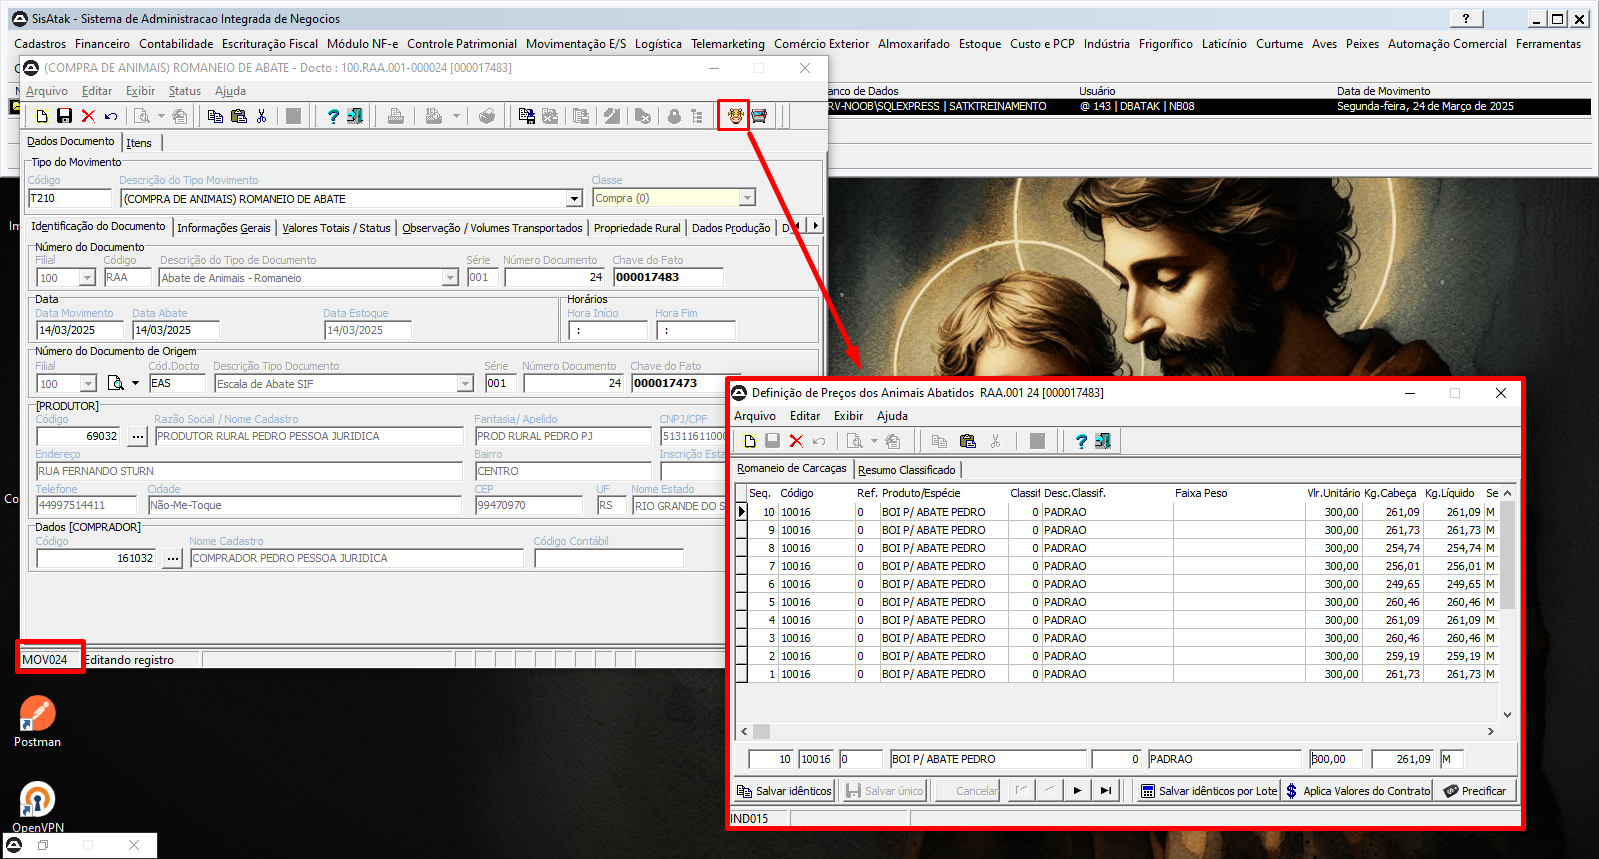 SisAtak - Sistema de Administracao Integrada de Negocios
?
Cadastros Financeiro Contabilidade Escrituração Fiscal Módulo NF-e Controle Patrimonial Movimentação E/S Logística Telemarketing Comércio Exterior Almoxarifado Estoque Custo e PCP Indústria Frigorífico Laticínio Curtume Aves Peixes Automação Comercial Ferramentas
anco de Dados Usuário Data de Movimento
RV-NOOB\SQLEXPRESS | SATKTREINAMENTO @ 143 | DBATAK | NB08 Segunda-feira, 24 de Março de 2025
(COMPRA DE ANIMAIS) ROMANEIO DE ABATE - Docto : 100.RAA.001-000024 [000017483]
Arquivo Editar Exibir Status Ajuda
Dados Documento Itens
Tipo do Movimento
Código Descrição do Tipo Movimento Classe
T210 (COMPRA DE ANIMAIS) ROMANEIO DE ABATE Compra (0)
Identificação do Documento Informações Gerais Valores Totais / Status Observação / Volumes Transportados Propriedade Rural Dados Produção D
Número do Documento
Filial Código Descrição do Tipo de Documento Série Número Documento Chave do Fato
100 RAA Abate de Animais - Romaneio 001 24 000017483
Data Horários
Data Movimento Data Abate Data Estoque Hora Início Hora Fim
14/03/2025 14/03/2025 14/03/2025 : :
Número do Documento de Origem
Filial Cód.Docto Descrição Tipo Documento Série Número Documento Chave do Fato
100 EAS Escala de Abate SIF 001 24 000017473
[PRODUTOR]
Código Razão Social / Nome Cadastro Fantasia/ Apelido CNPJ/CPF
69032 ... PRODUTOR RURAL PEDRO PESSOA JURIDICA PROD RURAL PEDRO PJ 5131161100
Endereço Bairro Inscrição Esta
RUA FERNANDO STURN CENTRO
Telefone Cidade CEP UF Nome Estado
44997514411 Não-Me-Toque 99470970 RS RIO GRANDE DO S
Dados [COMPRADOR]
Código Nome Cadastro Código Contábil
161032 ... COMPRADOR PEDRO PESSOA JURIDICA
MOV024 Editando registro
Definição de Preços dos Animais Abatidos RAA.001 24 [000017483]
Arquivo Editar Exibir Ajuda
Romaneio de Carcaças Resumo Classificado
Seq. Código Ref. Produto/Espécie Classif Desc.Classif. Faixa Peso Vlr.Unitário Kg.Cabeça Kg.Líquido Se
10 10016 0 BOI P/ ABATE PEDRO 0 PADRAO 300,00 261,09 261,09 M
9 10016 0 BOI P/ ABATE PEDRO 0 PADRAO 300,00 261,73 261,73 M
8 10016 0 BOI P/ ABATE PEDRO 0 PADRAO 300,00 254,74 254,74 M
7 10016 0 BOI P/ ABATE PEDRO 0 PADRAO 300,00 256,01 256,01 M
6 10016 0 BOI P/ ABATE PEDRO 0 PADRAO 300,00 249,65 249,65 M
5 10016 0 BOI P/ ABATE PEDRO 0 PADRAO 300,00 260,46 260,46 M
4 10016 0 BOI P/ ABATE PEDRO 0 PADRAO 300,00 261,09 261,09 M
3 10016 0 BOI P/ ABATE PEDRO 0 PADRAO 300,00 260,46 260,46 M
2 10016 0 BOI P/ ABATE PEDRO 0 PADRAO 300,00 259,19 259,19 M
1 10016 0 BOI P/ ABATE PEDRO 0 PADRAO 300,00 261,73 261,73 M
10 10016 0 BOI P/ ABATE PEDRO 0 PADRAO 300,00 261,09 M
Salvar idênticos Salvar único Cancelar Salvar idênticos por Lote Aplica Valores do Contrato Precificar
IND015
Im
Co
Postman
OpenVPN